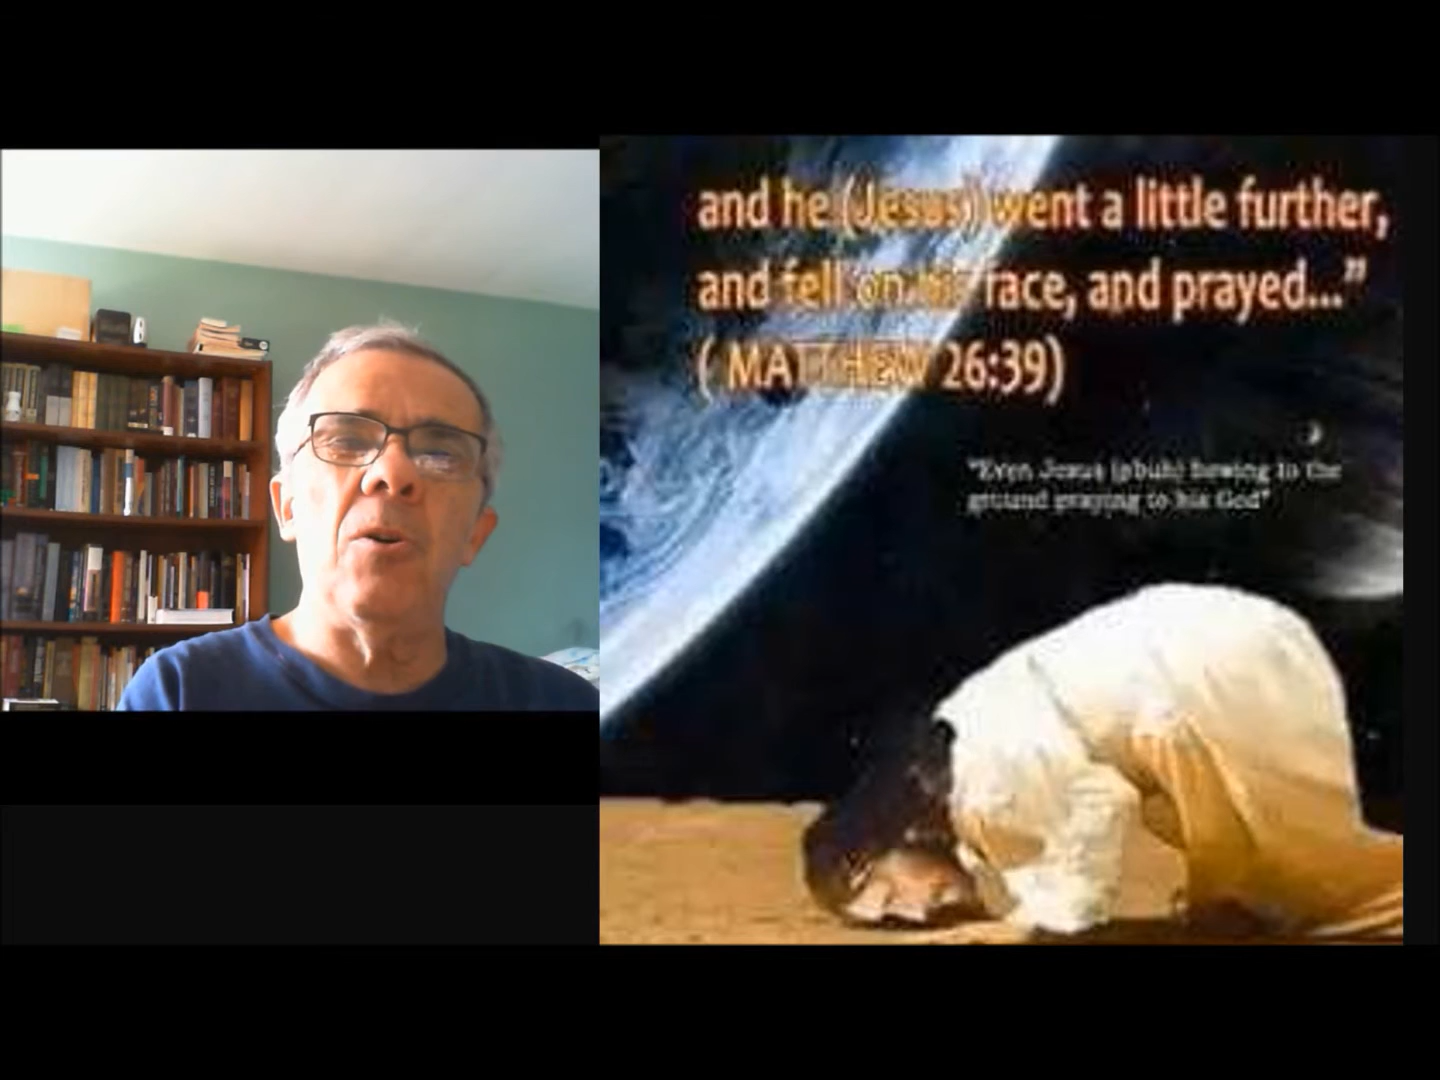 and he (Jesus) went a little further,
and fell on his face, and prayed..."
( MATTHEW 26:39)
"Even Jesus (pbuh) bowing to the
ground praying to his God"